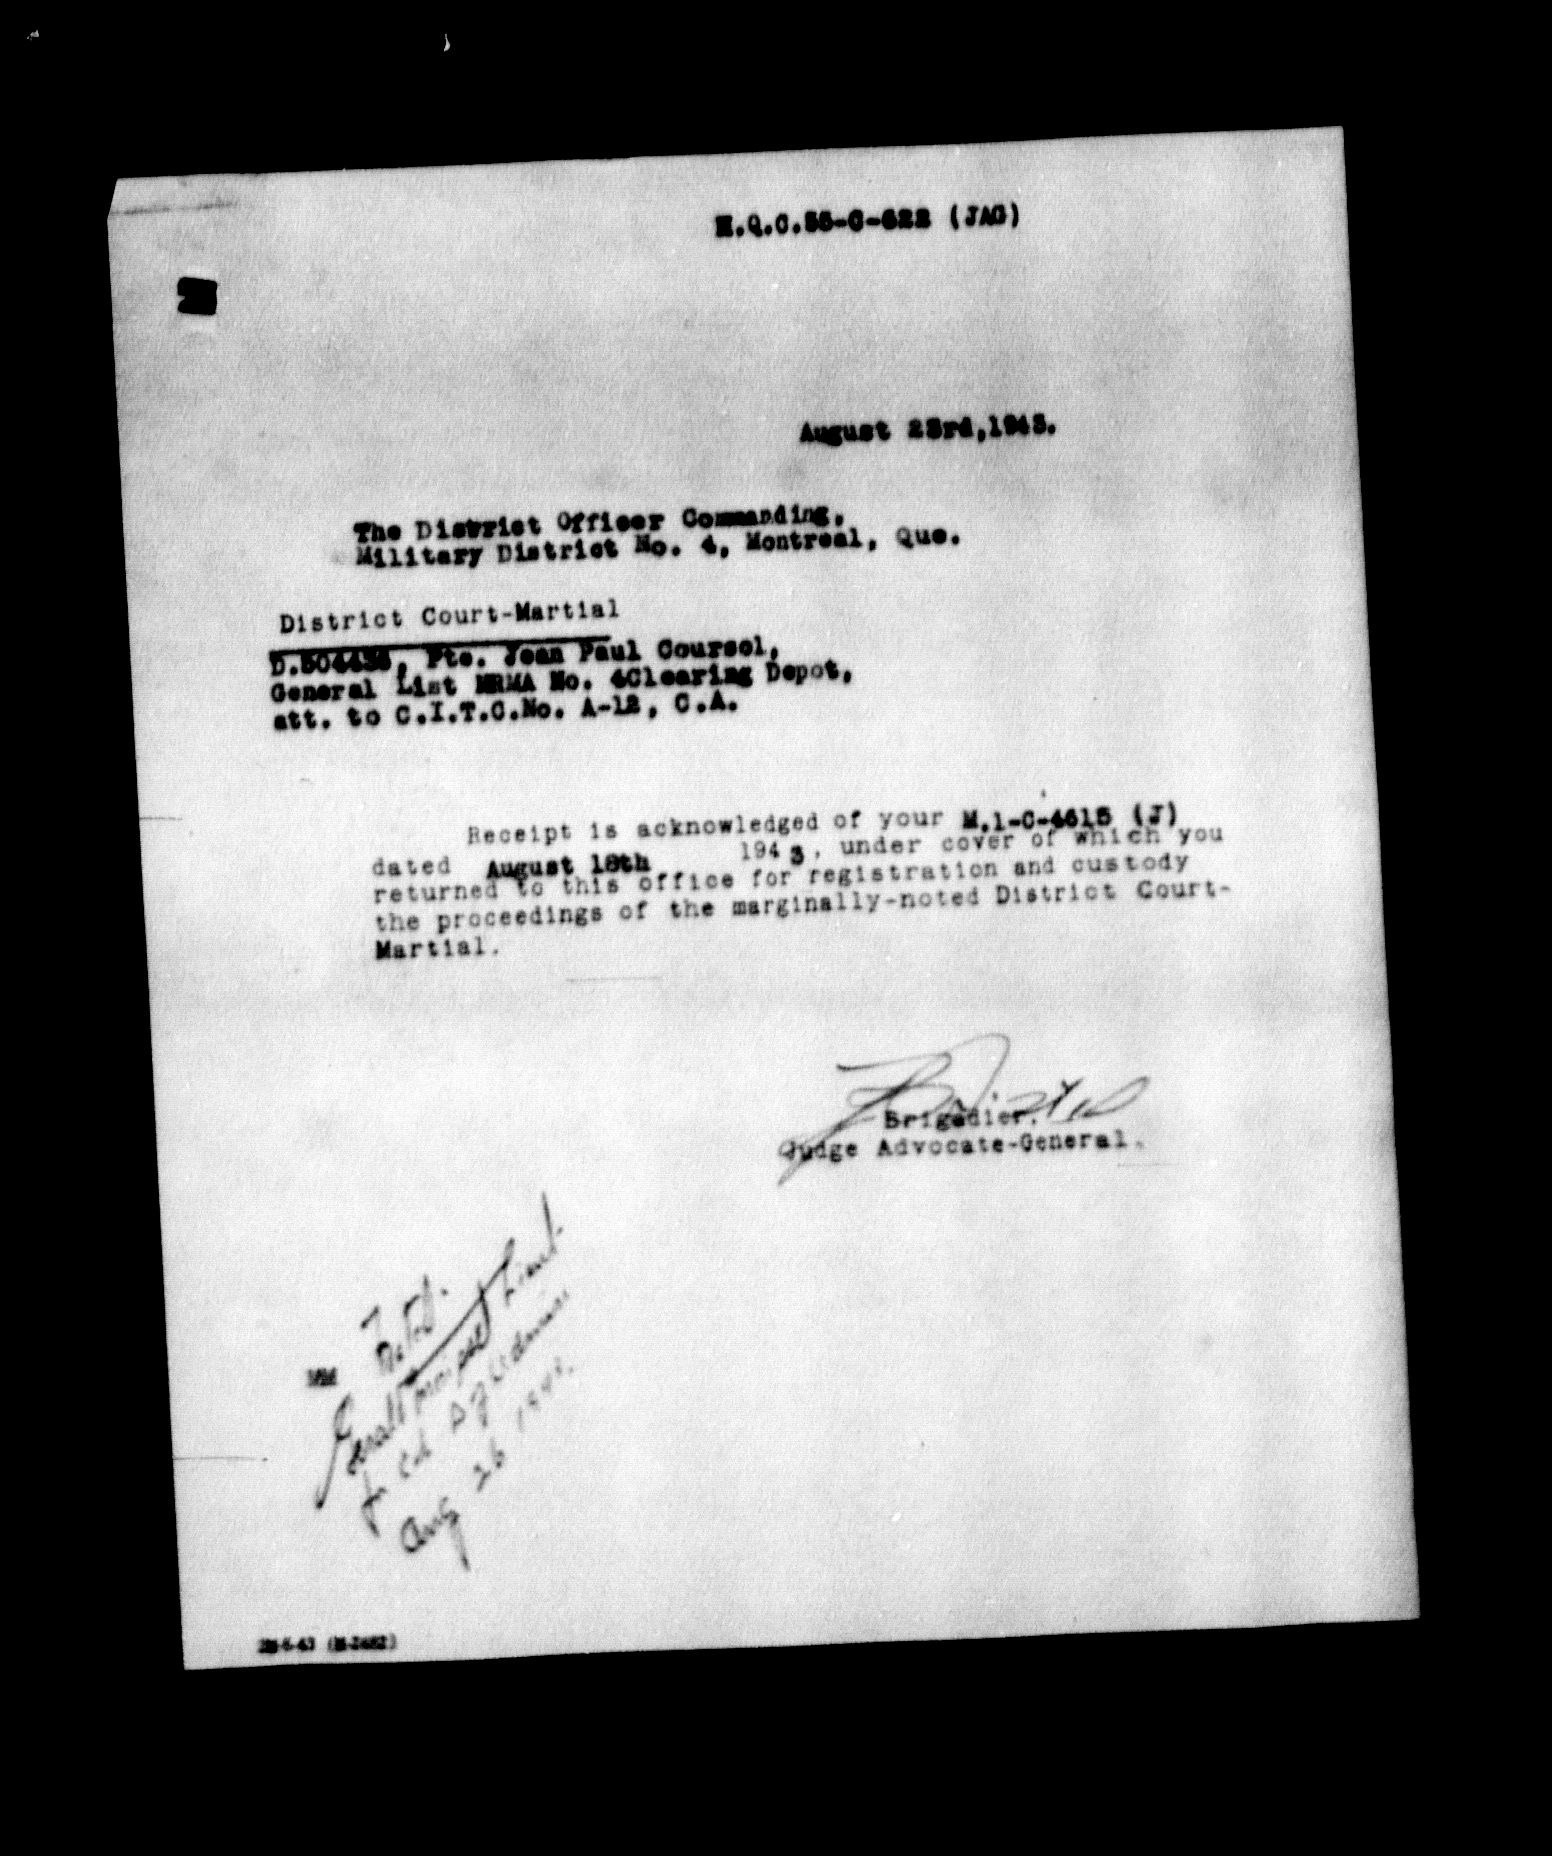 H.Q.C.55-C-622 (JAG)
August 23rd,1943.
The District Officer Commanding,
Military District No. 4, Montreal, Que.
District Court-Martial
Pte. Jean Paul Coursol,
General List NRMA No. 4Clearing Depot,
att. to C.I.T.C.No. A-12, C.A.
Receipt is acknowledged of your M.1-C-4615 (J)
dated August 18th 1943, under cover of which you
returned to this office for registration and custody
the proceedings of the marginally-noted District Court-
Martial.
Brigadier.
Judge Advocate-General.
Noted.
MM
Aug 26